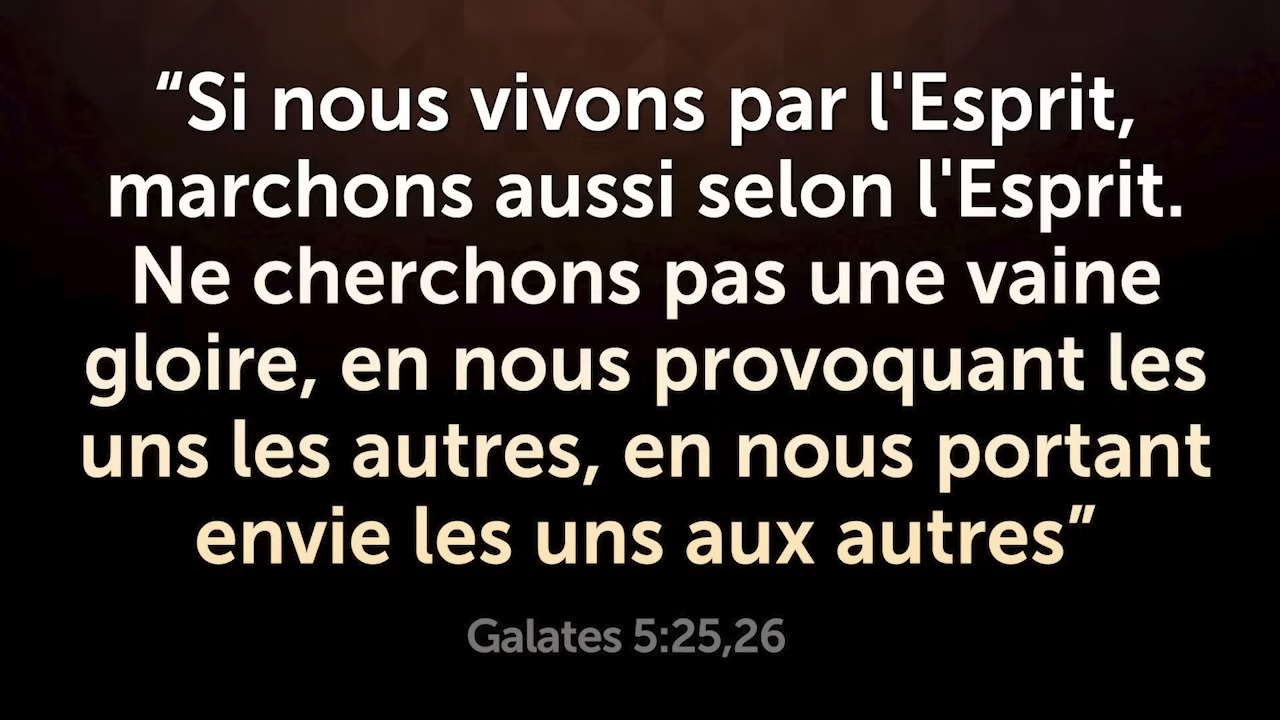 “Si nous vivons par l'Esprit,
marchons aussi selon l'Esprit.
Ne cherchons pas une vaine
gloire, en nous provoquant les
uns les autres, en nous portant
envie les uns aux autres”
Galates 5:25,26